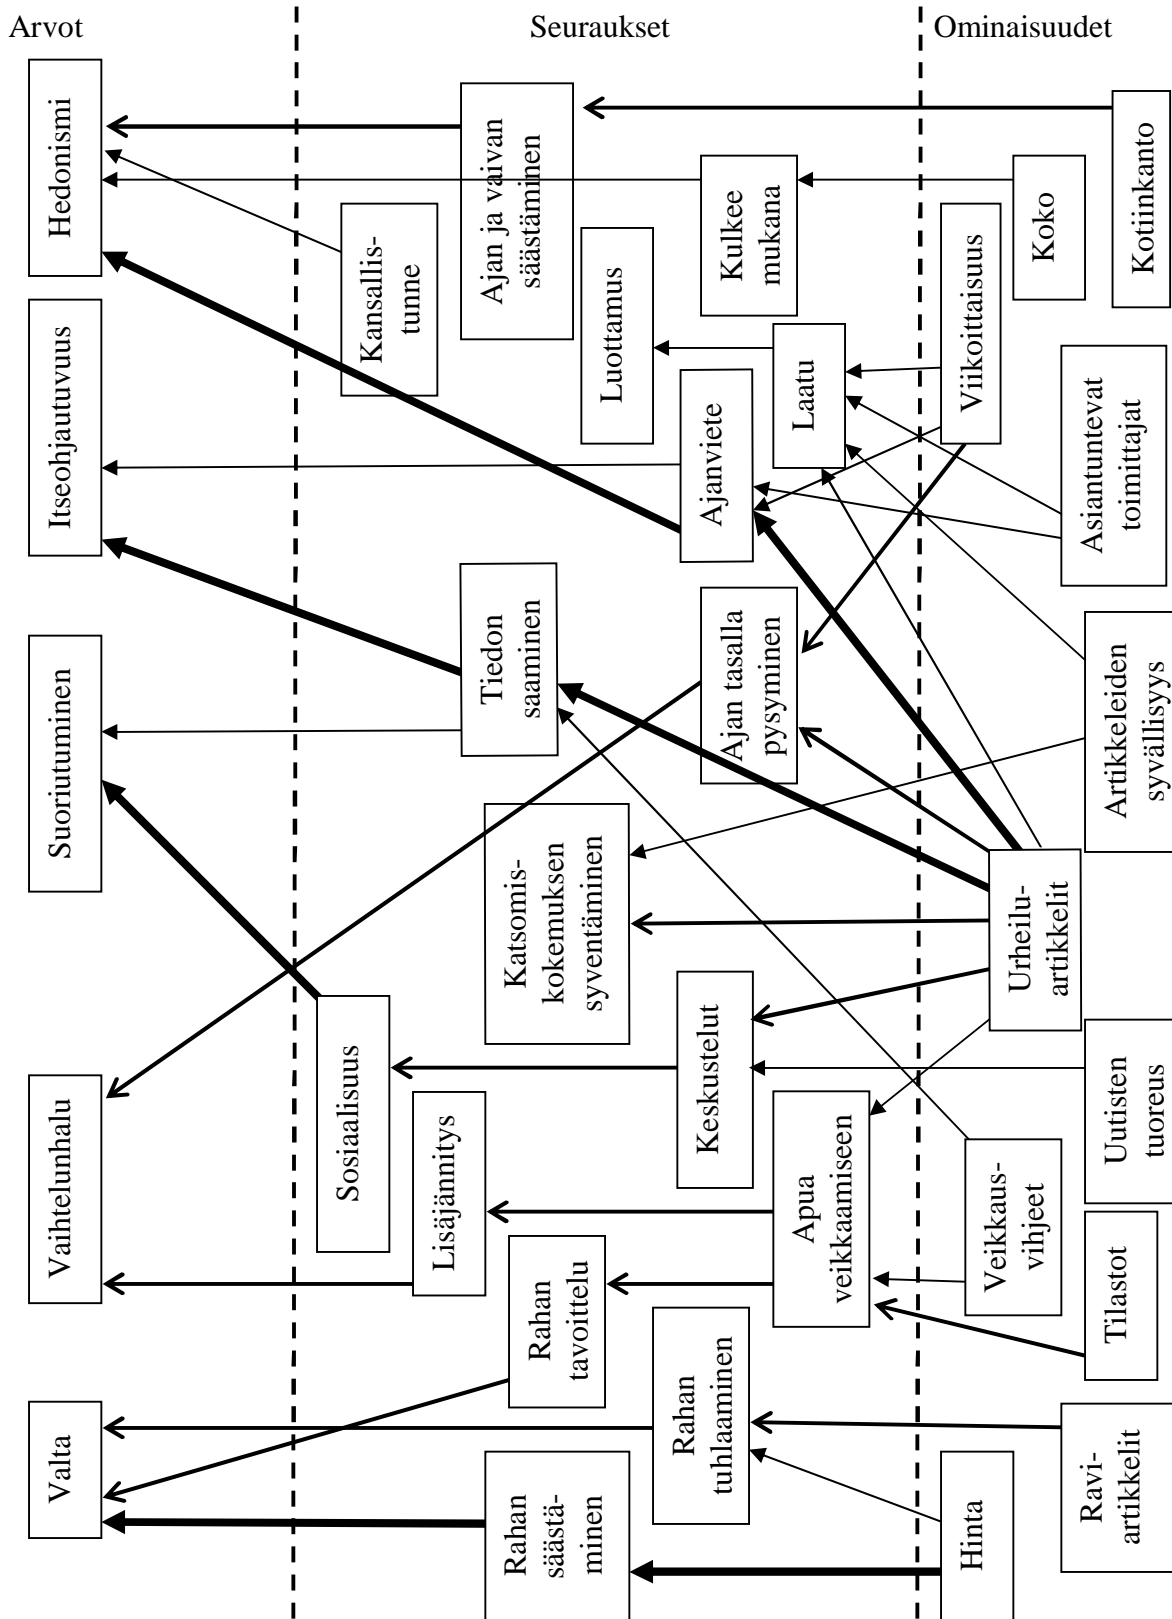 Arvot
Seuraukset
Ominaisuudet
Valta
Vaihtelunhalu
Suoriutuminen
Itseohjautuvuus
Hedonismi
Sosiaalisuus
Kansallis-
tunne
Lisäjännitys
Tiedon
saaminen
Ajan ja vaivan
säästäminen
Rahan
säästä-
minen
Rahan
tavoittelu
Katsomis-
kokemuksen
syventäminen
Luottamus
Rahan
tuhlaaminen
Keskustelut
Ajan tasalla
pysyminen
Ajanviete
Kulkee
mukana
Apua
veikkaamiseen
Laatu
Hinta
Veikkaus-
vihjeet
Urheilu-
artikkelit
Viikoittaisuus
Koko
Ravi-
artikkelit
Tilastot
Uutisten
tuoreus
Artikkeleiden
syvällisyys
Asiantuntevat
toimittajat
Kotiinkanto